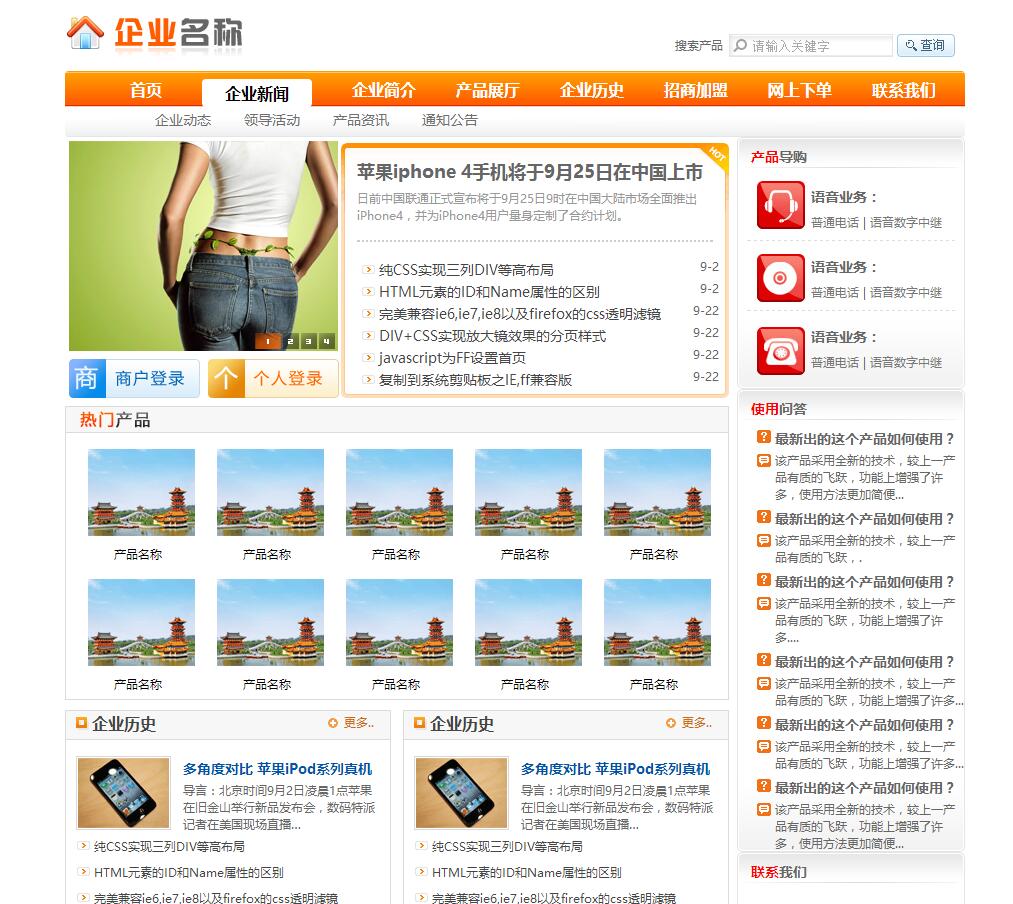 企业名称
搜索产品 请输入关键字 查询
首页 企业新闻 企业简介 产品展厅 企业历史 招商加盟 网上下单 联系我们
企业动态 领导活动 产品资讯 通知公告
1 2 3 4
商 商户登录 个 个人登录
HOT
苹果iphone 4手机将于9月25日在中国上市
日前中国联通正式宣布将于9月25日9时在中国大陆市场全面推出
iPhone4，并为iPhone4用户量身定制了合约计划。
纯CSS实现三列DIV等高布局 9-2
HTML元素的ID和Name属性的区别 9-2
完美兼容ie6,ie7,ie8以及firefox的css透明滤镜 9-22
DIV+CSS实现放大镜效果的分页样式 9-22
javascript为FF设置首页 9-22
复制到系统剪贴板之IE,ff兼容版 9-22
产品导购
语音业务：
普通电话 | 语音数字中继
语音业务：
普通电话 | 语音数字中继
语音业务：
普通电话 | 语音数字中继
热门产品
产品名称 产品名称 产品名称 产品名称 产品名称
产品名称 产品名称 产品名称 产品名称 产品名称
使用问答
最新出的这个产品如何使用？
该产品采用全新的技术，较上一产
品有质的飞跃，功能上增强了许
多，使用方法更加简便...
最新出的这个产品如何使用？
该产品采用全新的技术，较上一产
品有质的飞跃，.
最新出的这个产品如何使用？
该产品采用全新的技术，较上一产
品有质的飞跃，功能上增强了许
多....
最新出的这个产品如何使用？
该产品采用全新的技术，较上一产
品有质的飞跃，功能上增强了许多...
最新出的这个产品如何使用？
该产品采用全新的技术，较上一产
品有质的飞跃，功能上增强了许多...
最新出的这个产品如何使用？
该产品采用全新的技术，较上一产
品有质的飞跃，功能上增强了许
多，使用方法更加简便...
联系我们
企业历史 更多..
多角度对比 苹果iPod系列真机
导言：北京时间9月2日凌晨1点苹果
在旧金山举行新品发布会，数码特派
记者在美国现场直播...
纯CSS实现三列DIV等高布局
HTML元素的ID和Name属性的区别
完美兼容ie6,ie7,ie8以及firefox的css透明滤镜
企业历史 更多..
多角度对比 苹果iPod系列真机
导言：北京时间9月2日凌晨1点苹果
在旧金山举行新品发布会，数码特派
记者在美国现场直播...
纯CSS实现三列DIV等高布局
HTML元素的ID和Name属性的区别
完美兼容ie6,ie7,ie8以及firefox的css透明滤镜